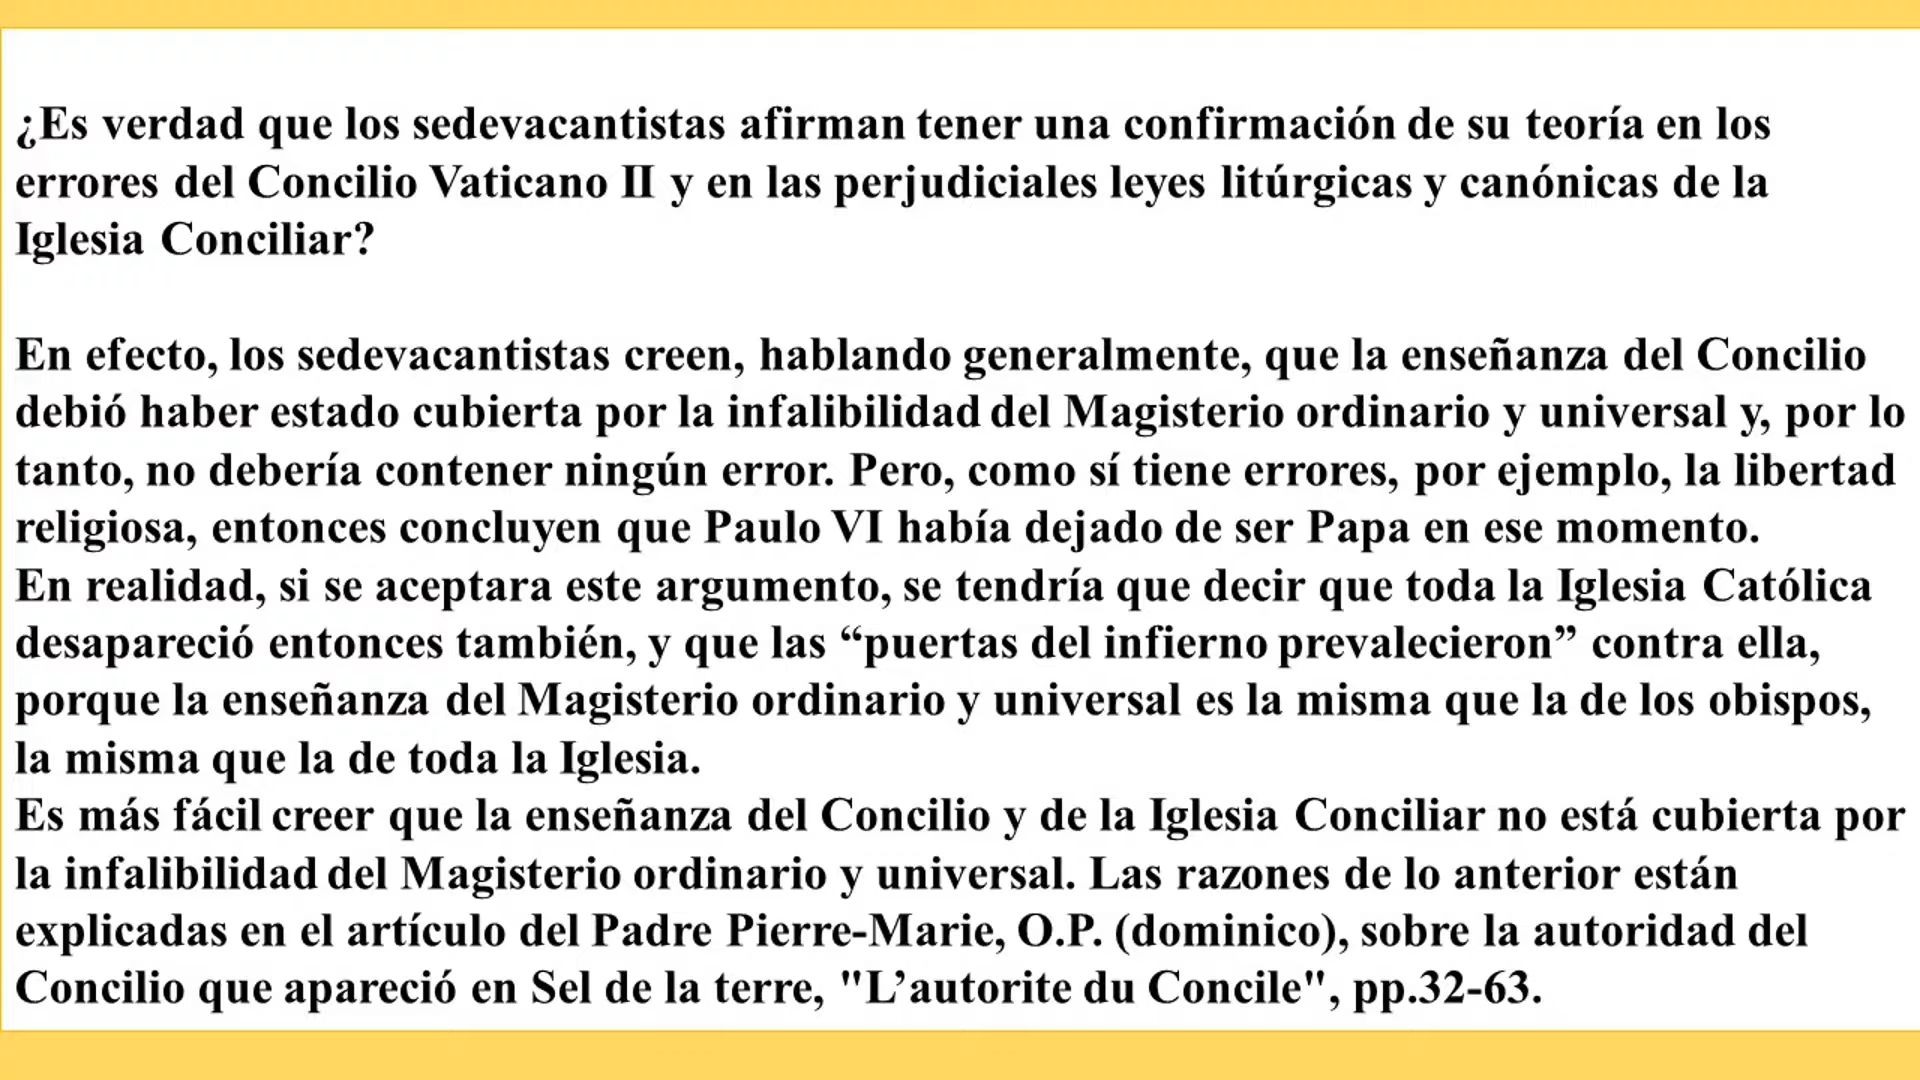 ¿Es verdad que los sedevacantistas afirman tener una confirmación de su teoría en los
errores del Concilio Vaticano II y en las perjudiciales leyes litúrgicas y canónicas de la
Iglesia Conciliar?
En efecto, los sedevacantistas creen, hablando generalmente, que la enseñanza del Concilio
debió haber estado cubierta por la infalibilidad del Magisterio ordinario y universal y, por lo
tanto, no debería contener ningún error. Pero, como sí tiene errores, por ejemplo, la libertad
religiosa, entonces concluyen que Paulo VI había dejado de ser Papa en ese momento.
En realidad, si se aceptara este argumento, se tendría que decir que toda la Iglesia Católica
desapareció entonces también, y que las “puertas del infierno prevalecieron” contra ella,
porque la enseñanza del Magisterio ordinario y universal es la misma que la de los obispos,
la misma que la de toda la Iglesia.
Es más fácil creer que la enseñanza del Concilio y de la Iglesia Conciliar no está cubierta por
la infalibilidad del Magisterio ordinario y universal. Las razones de lo anterior están
explicadas en el artículo del Padre Pierre-Marie, O.P. (dominico), sobre la autoridad del
Concilio que apareció en Sel de la terre, "L’autorite du Concile", pp.32-63.